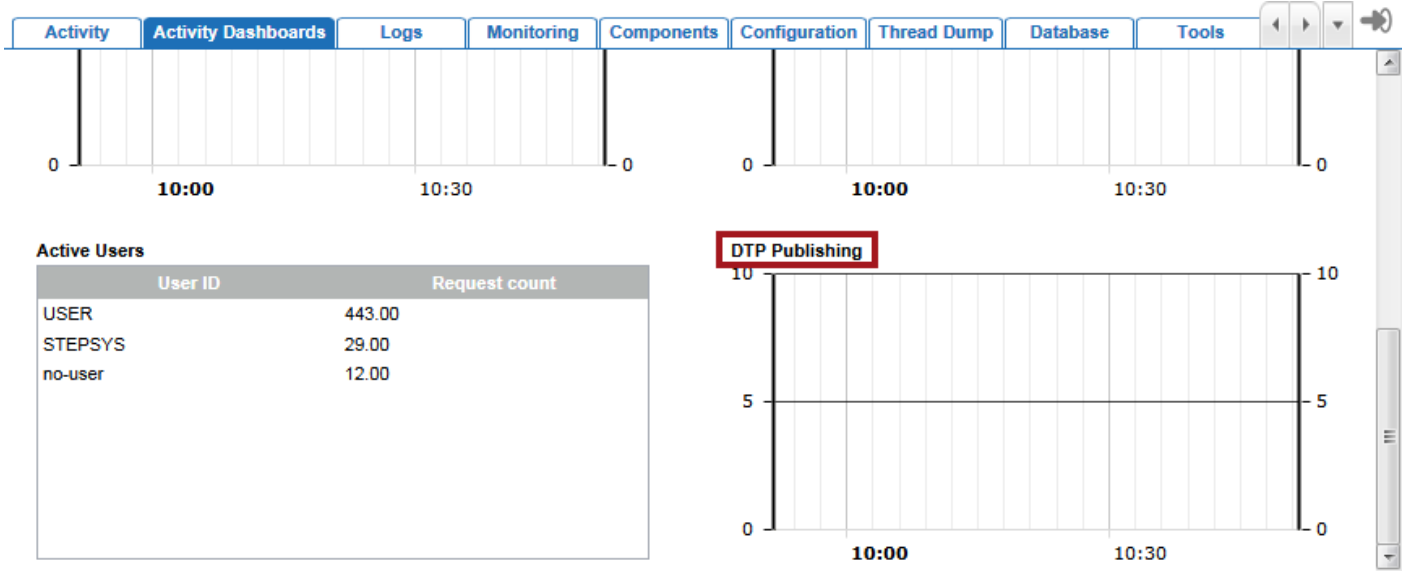 Activity Activity Dashboards Logs Monitoring Components Configuration Thread Dump Database Tools
0 0 0 0
10:00 10:30 10:00 10:30
Active Users
User ID Request count
USER 443.00
STEPSYS 29.00
no-user 12.00
DTP Publishing
10 10
5 5
0 0
10:00 10:30